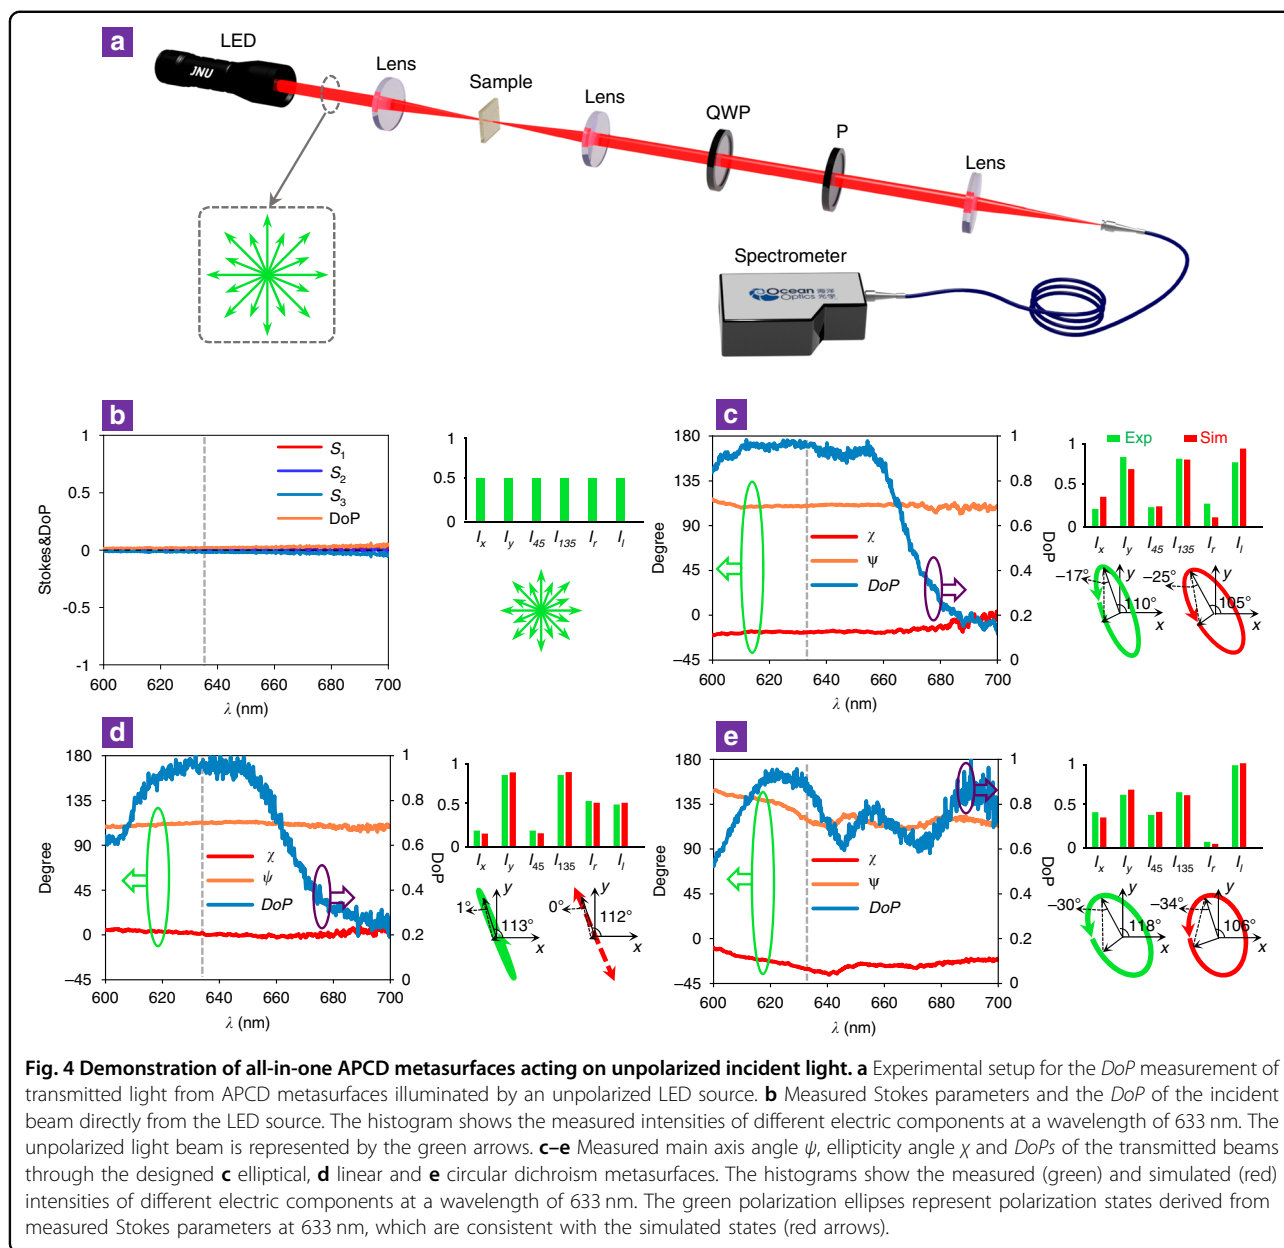 a
LED
JNU
Lens
Sample
Lens
QWP
P
Lens
Spectrometer
Ocean 海洋
Optics 光学
b
1
0.5
0
-0.5
-1
Stokes&DoP
S1
S2
S3
DoP
600 620 640 660 680 700
λ (nm)
1
0.5
0
Ix Iy I45 I135 Ir Il
c
180
135
90
45
0
–45
Degree
χ
ψ
DoP
1
0.8
0.6
0.4
0.2
0
DoP
600 620 640 660 680 700
λ (nm)
Exp Sim
1
0.5
0
Ix Iy I45 I135 Ir Il
–17° y 110° x
–25° y 105° x
d
180
135
90
45
0
–45
Degree
χ
ψ
DoP
1
0.8
0.6
0.4
0.2
0
DoP
600 620 640 660 680 700
λ (nm)
1
0.5
0
Ix Iy I45 I135 Ir Il
1° y 113° x
0° y 112° x
e
180
135
90
45
0
–45
Degree
χ
ψ
DoP
1
0.8
0.6
0.4
0.2
0
DoP
600 620 640 660 680 700
λ (nm)
1
0.5
0
Ix Iy I45 I135 Ir Il
–30° y 118° x
–34° y 106° x
Fig. 4 Demonstration of all-in-one APCD metasurfaces acting on unpolarized incident light. a Experimental setup for the DoP measurement of
transmitted light from APCD metasurfaces illuminated by an unpolarized LED source. b Measured Stokes parameters and the DoP of the incident
beam directly from the LED source. The histogram shows the measured intensities of different electric components at a wavelength of 633 nm. The
unpolarized light beam is represented by the green arrows. c–e Measured main axis angle ψ, ellipticity angle χ and DoPs of the transmitted beams
through the designed c elliptical, d linear and e circular dichroism metasurfaces. The histograms show the measured (green) and simulated (red)
intensities of different electric components at a wavelength of 633 nm. The green polarization ellipses represent polarization states derived from
measured Stokes parameters at 633 nm, which are consistent with the simulated states (red arrows).